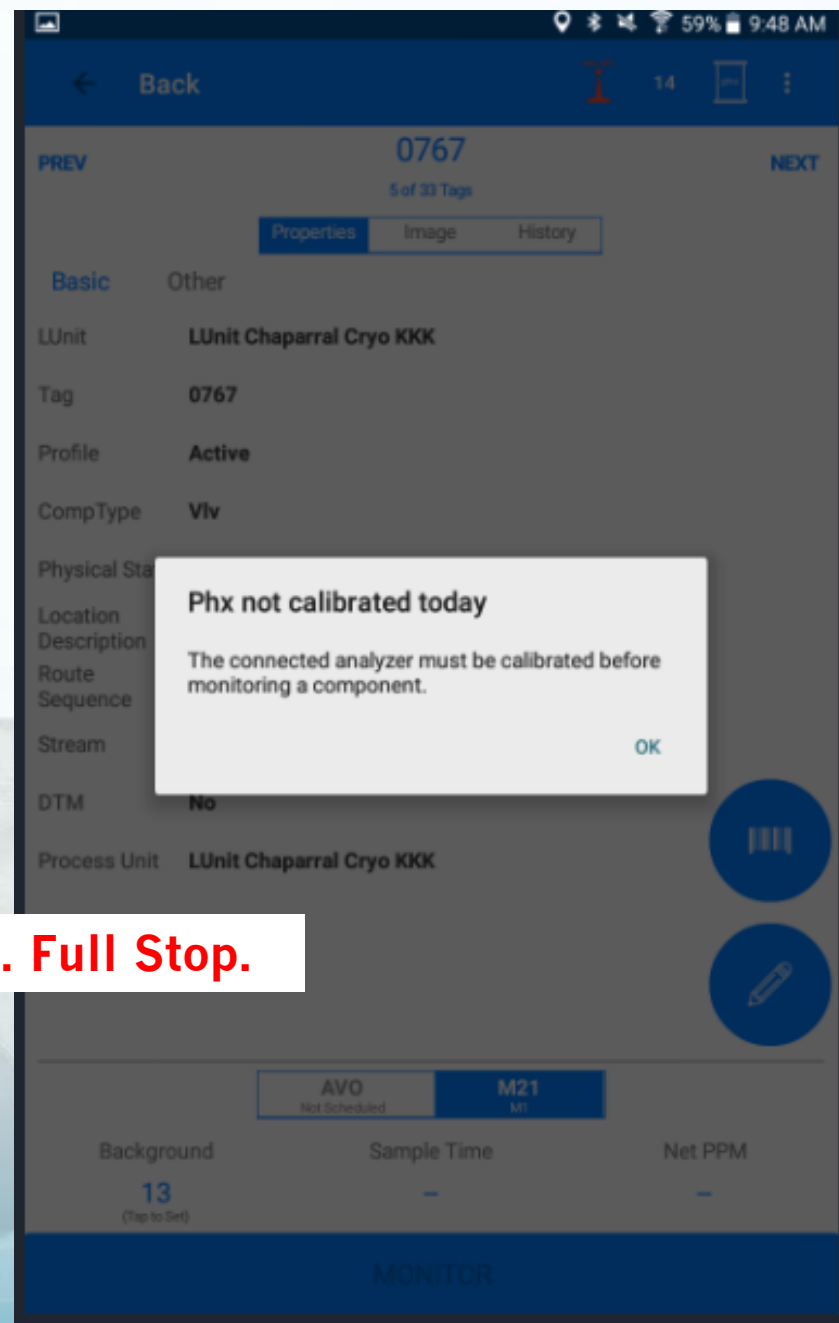 59% 9:48 AM
Back 14
PREV 0767 NEXT
5 of 33 Tags
Properties Image History
Basic Other
LUnit LUnit Chaparral Cryo KKK
Tag 0767
Profile Active
CompType Vlv
Physical Sta
Location
Description
Route
Sequence
Stream
Phx not calibrated today
The connected analyzer must be calibrated before
monitoring a component.
OK
DTM No
Process Unit LUnit Chaparral Cryo KKK
. Full Stop.
AVO M21
Not Scheduled M1
Background Sample Time Net PPM
13 – –
(Tap to Set)
MONITOR